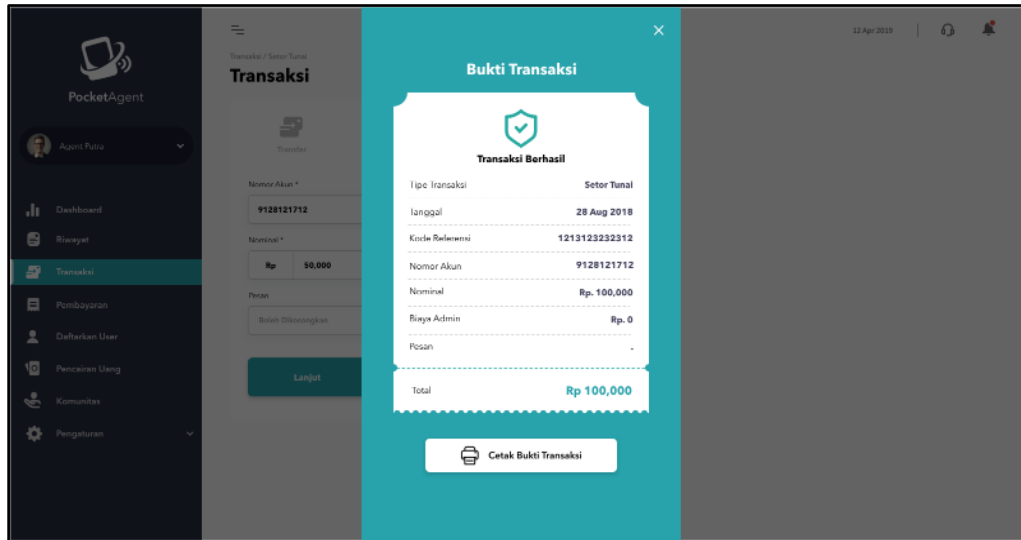 PocketAgent
Agent Putra
Dashboard
Riwayat
Transaksi
Pembayaran
Daftarkan User
Pencairan Uang
Komunitas
Pengaturan
Transaksi / Setor Tunai
Transaksi
12 Apr 2019
Transfer
Nomor Akun *
9128121712
Nominal *
Rp 50,000
Pesan
Boleh Dikosongkan
Lanjut
Bukti Transaksi
Transaksi Berhasil
Tipe Transaksi Setor Tunai
Tanggal 28 Aug 2018
Kode Referensi 1213123232312
Nomor Akun 9128121712
Nominal Rp. 100,000
Biaya Admin Rp. 0
Pesan -
Total Rp 100,000
Cetak Bukti Transaksi